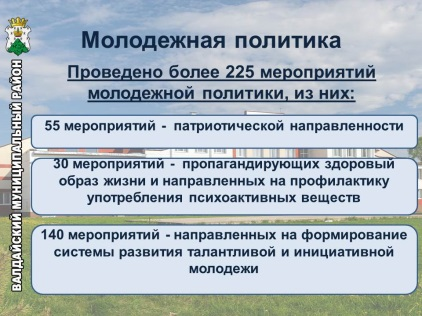 Молодежная политика
Проведено более 225 мероприятий
молодежной политики, из них:
55 мероприятий - патриотической направленности
30 мероприятий - пропагандирующих здоровый
образ жизни и направленных на профилактику
употребления психоактивных веществ
140 мероприятий - направленных на формирование
системы развития талантливой и инициативной
молодежи
ВАЛДАЙСКИЙ МУНИЦИПАЛЬНЫЙ РАЙОН